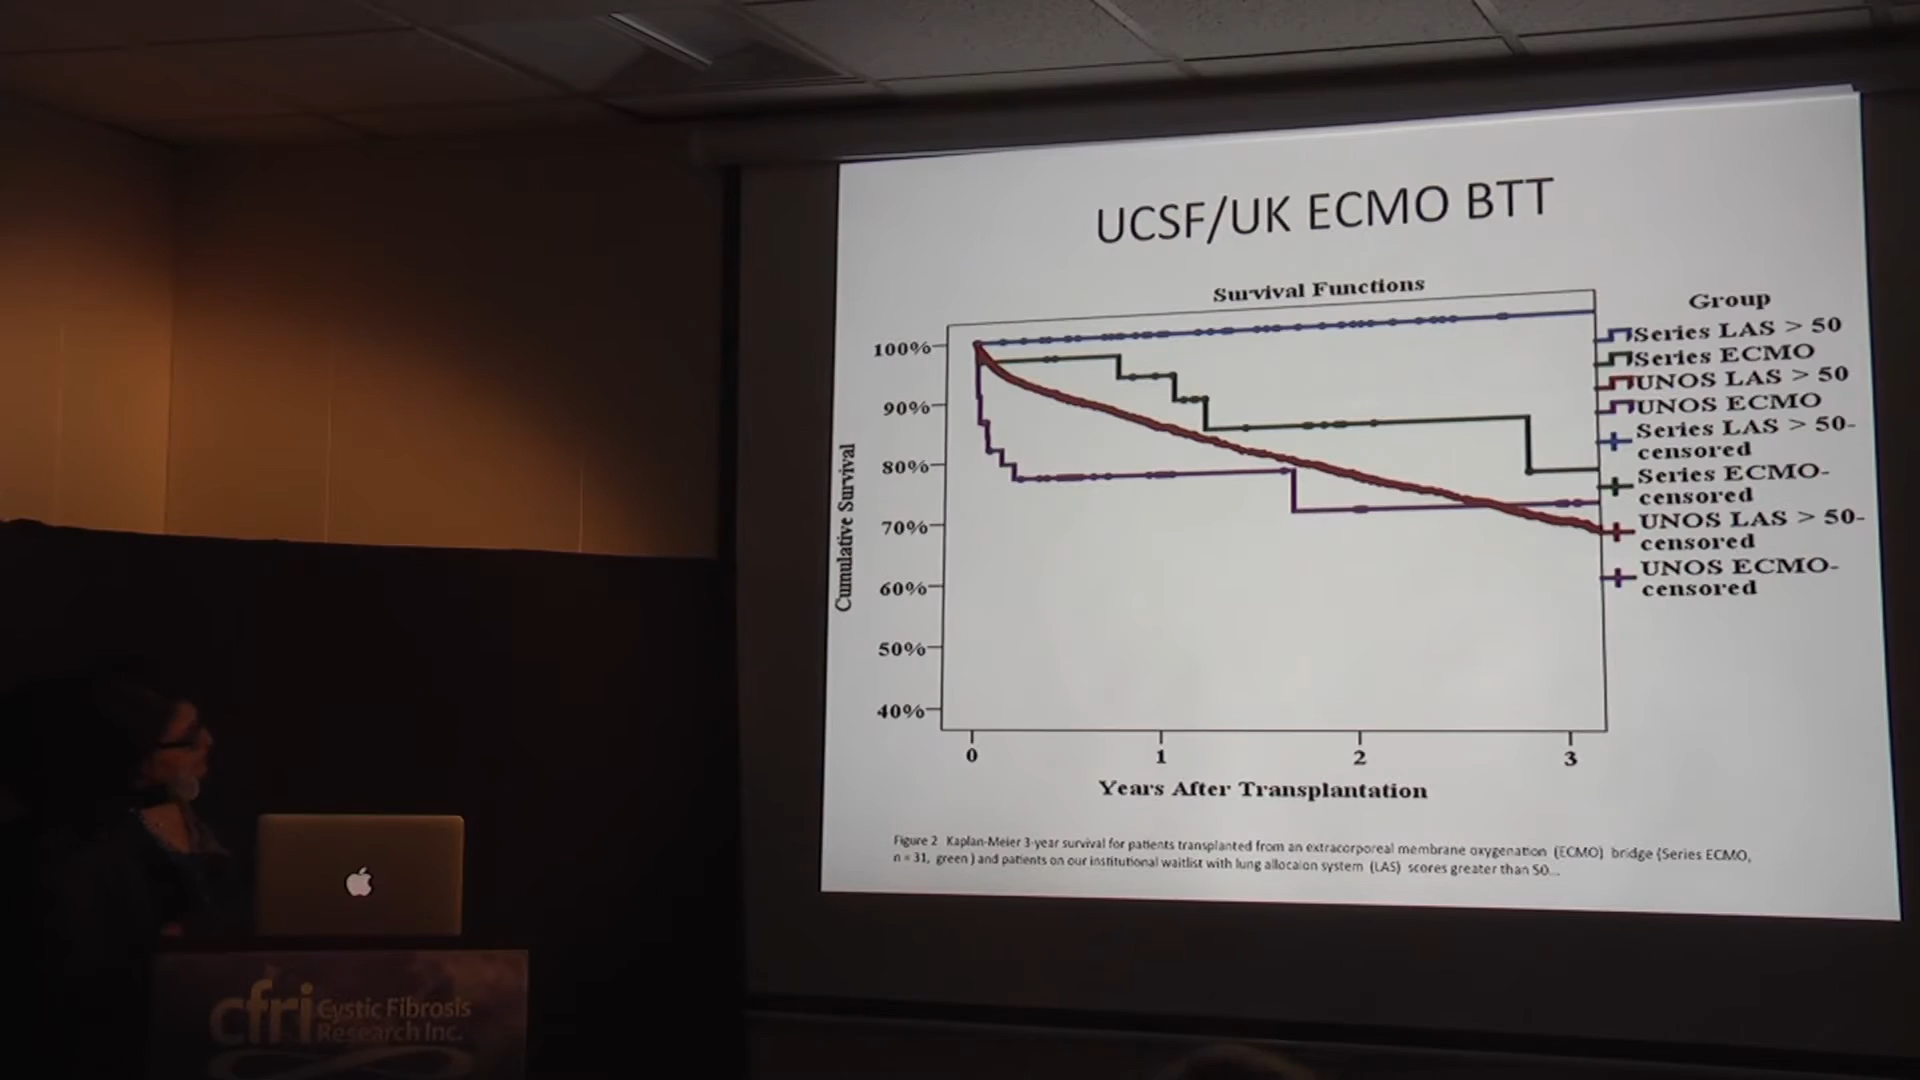 UCSF/UK ECMO BTT
Survival Functions
Group
Series LAS > 50
Series ECMO
UNOS LAS > 50
UNOS ECMO
Series LAS > 50-
censored
Series ECMO-
censored
UNOS LAS > 50-
censored
UNOS ECMO-
censored
Cumulative Survival
100%
90%
80%
70%
60%
50%
40%
0 1 2 3
Years After Transplantation
Figure 2 Kaplan-Meier 3-year survival for patients transplanted from an extracorporeal membrane oxygenation (ECMO) bridge (Series ECMO,
n = 31, green ) and patients on our institutional waitlist with lung allocaion system (LAS) scores greater than 50...
cfri Cystic Fibrosis
Research Inc.